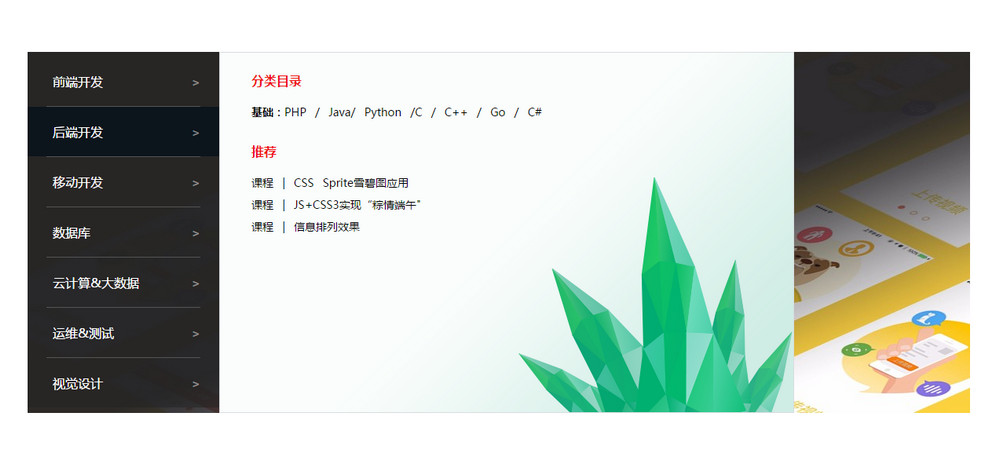 前端开发 >
后端开发 >
移动开发 >
数据库 >
云计算&大数据 >
运维&测试 >
视觉设计 >
分类目录
基础：PHP / Java/ Python /C / C++ / Go / C#
推荐
课程 | CSS Sprite雪碧图应用
课程 | JS+CSS3实现“粽情端午”
课程 | 信息排列效果
上传视频